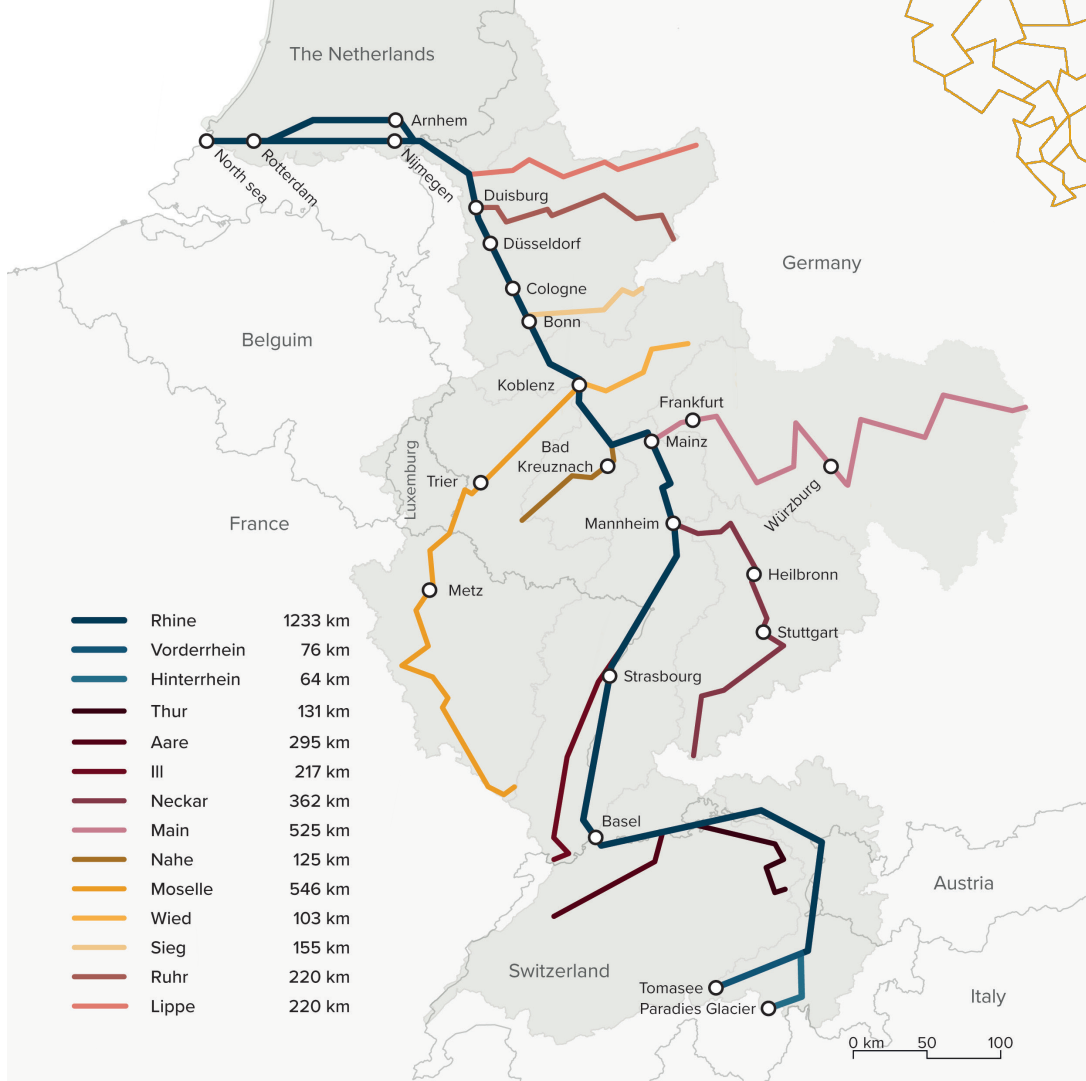 The Netherlands
Arnhem
North sea
Rotterdam
Nijmegen
Duisburg
Düsseldorf
Germany
Cologne
Bonn
Belguim
Koblenz
Frankfurt
Mainz
Bad
Kreuznach
Luxemburg
Trier
Würzburg
France
Mannheim
Heilbronn
Metz
Stuttgart
Strasbourg
Rhine 1233 km
Vorderrhein 76 km
Hinterrhein 64 km
Thur 131 km
Aare 295 km
Ill 217 km
Neckar 362 km
Main 525 km
Nahe 125 km
Moselle 546 km
Wied 103 km
Sieg 155 km
Ruhr 220 km
Lippe 220 km
Basel
Austria
Switzerland
Tomasee
Paradies Glacier
Italy
0 km 50 100